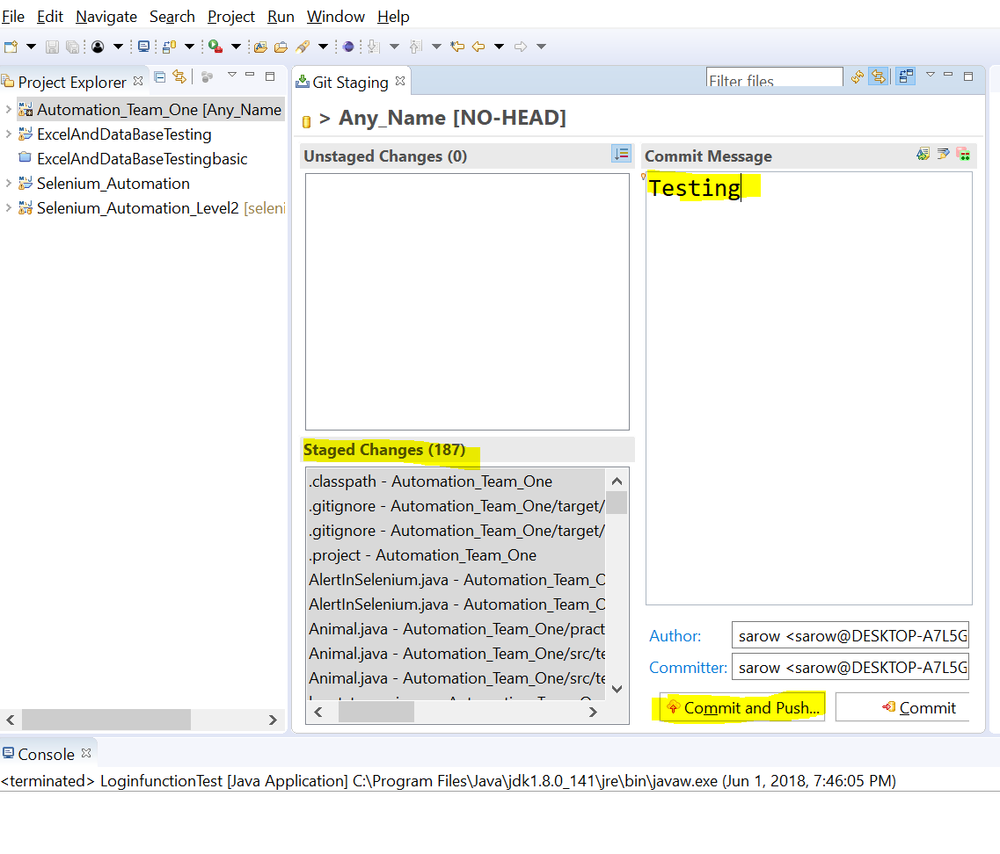 File Edit Navigate Search Project Run Window Help
Project Explorer
Automation_Team_One [Any_Name
ExcelAndDataBaseTesting
ExcelAndDataBaseTestingbasic
Selenium_Automation
Selenium_Automation_Level2 [seleni
Git Staging
Filter files
> Any_Name [NO-HEAD]
Unstaged Changes (0)
Staged Changes (187)
.classpath - Automation_Team_One
.gitignore - Automation_Team_One/target/
.gitignore - Automation_Team_One/target/
.project - Automation_Team_One
AlertInSelenium.java - Automation_Team_O
AlertInSelenium.java - Automation_Team_O
Animal.java - Automation_Team_One/pract
Animal.java - Automation_Team_One/src/te
Animal.java - Automation_Team_One/src/te
Commit Message
Testing
Author: sarow <sarow@DESKTOP-A7L5G
Committer: sarow <sarow@DESKTOP-A7L5G
Commit and Push... Commit
Console
<terminated> LoginfunctionTest [Java Application] C:\Program Files\Java\jdk1.8.0_141\jre\bin\javaw.exe (Jun 1, 2018, 7:46:05 PM)